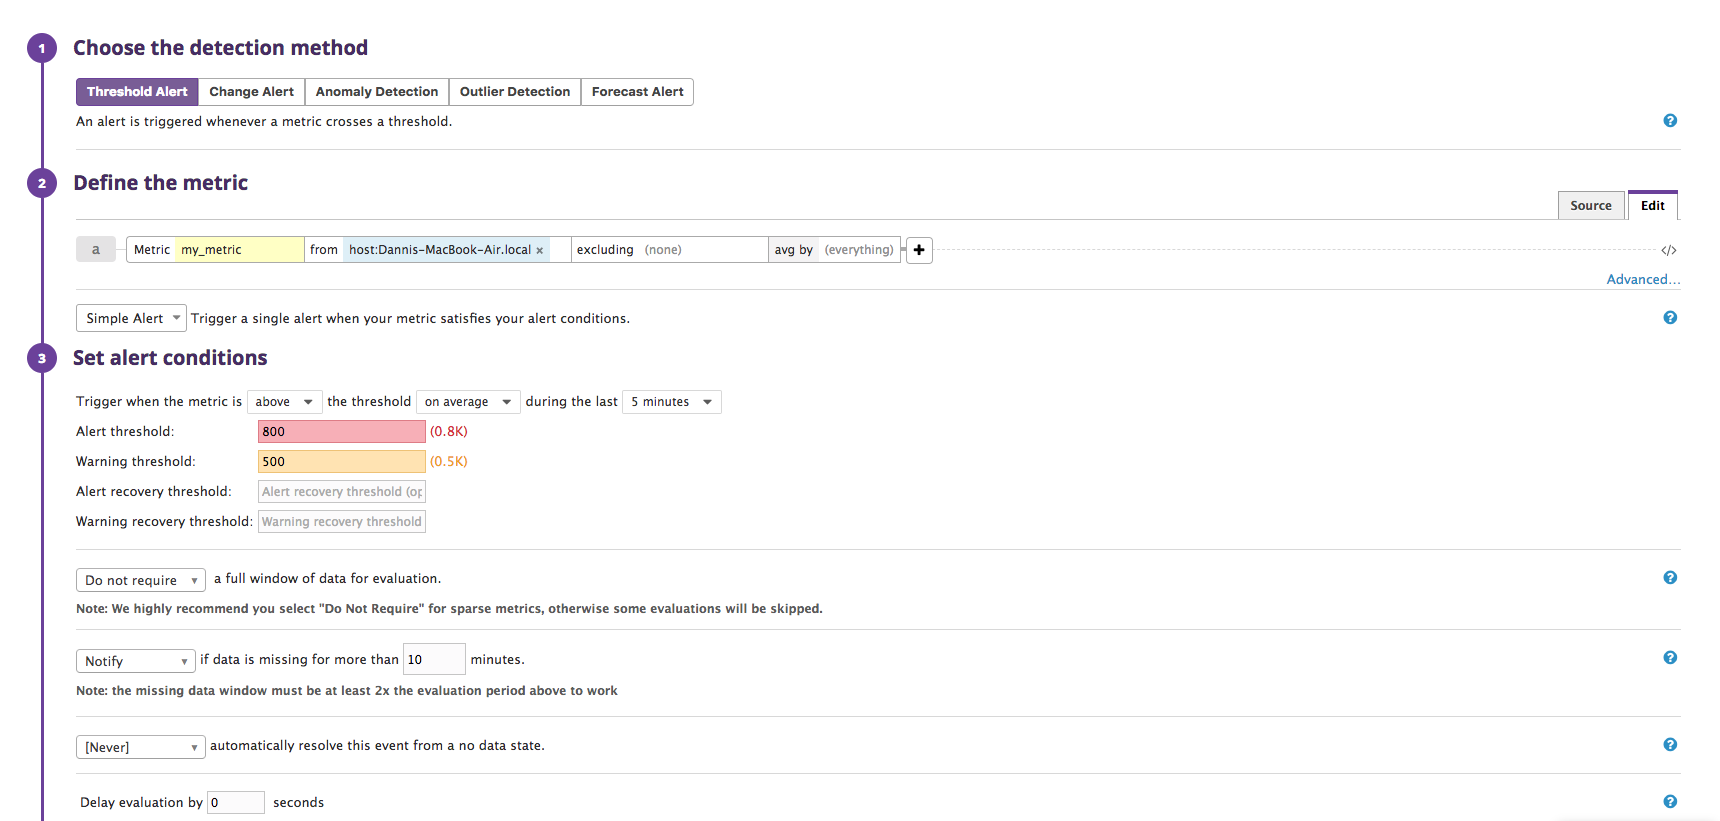 1 Choose the detection method
Threshold Alert Change Alert Anomaly Detection Outlier Detection Forecast Alert
An alert is triggered whenever a metric crosses a threshold. ?
2 Define the metric
Source Edit
a Metric my_metric from host:Dannis-MacBook-Air.local × excluding (none) avg by (everything) + </>
Advanced...
Simple Alert Trigger a single alert when your metric satisfies your alert conditions. ?
3 Set alert conditions
Trigger when the metric is above the threshold on average during the last 5 minutes
Alert threshold: 800 (0.8K)
Warning threshold: 500 (0.5K)
Alert recovery threshold: Alert recovery threshold (op
Warning recovery threshold: Warning recovery threshold
Do not require a full window of data for evaluation. ?
Note: We highly recommend you select "Do Not Require" for sparse metrics, otherwise some evaluations will be skipped.
Notify if data is missing for more than 10 minutes. ?
Note: the missing data window must be at least 2x the evaluation period above to work
[Never] automatically resolve this event from a no data state. ?
Delay evaluation by 0 seconds ?